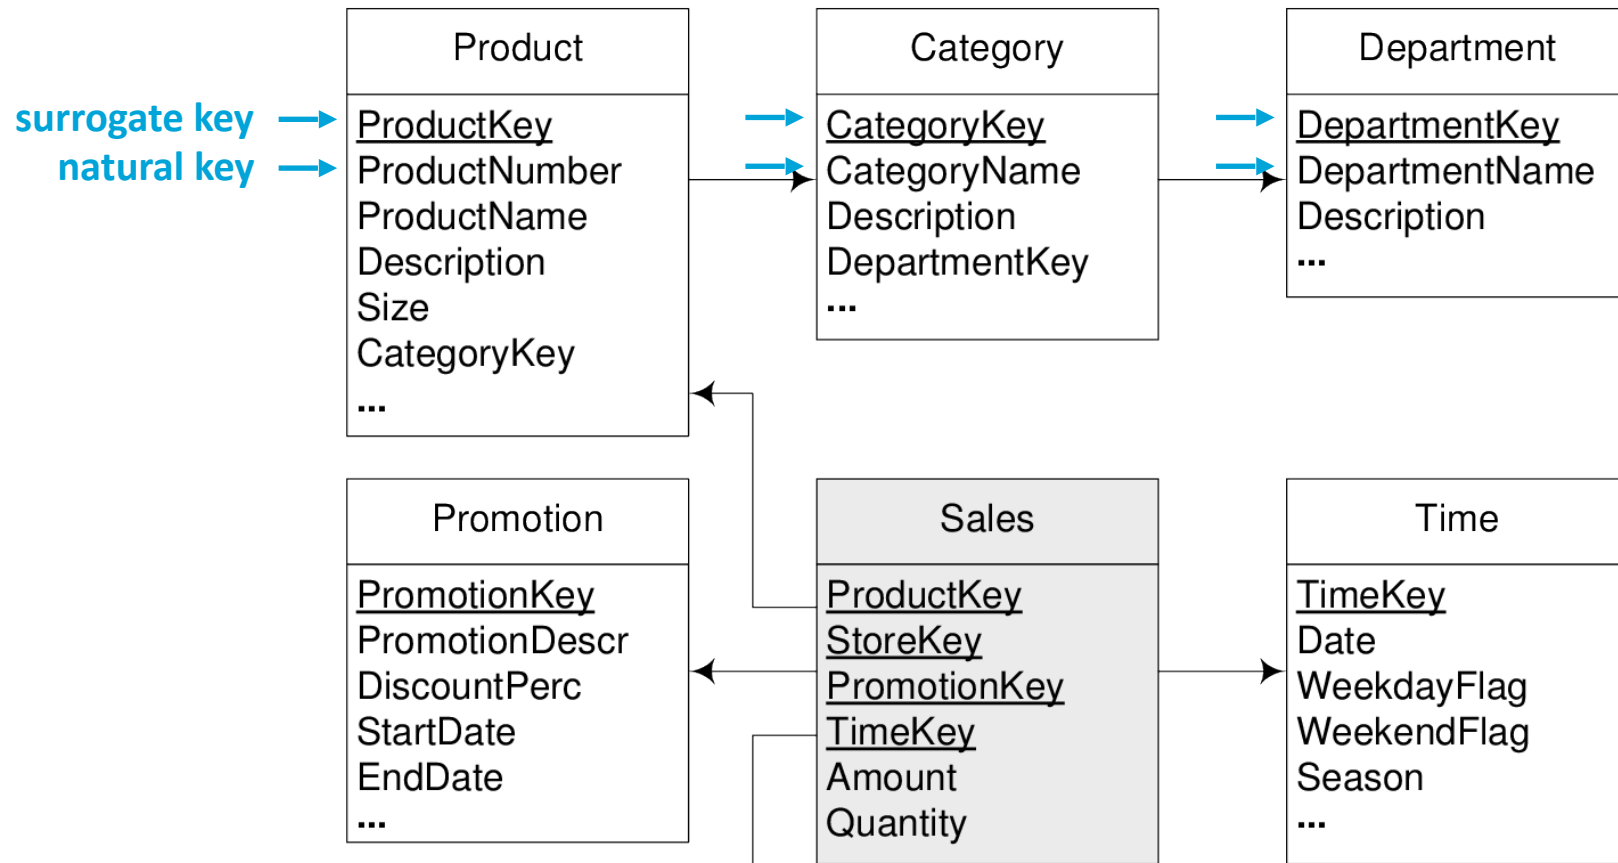 Product
surrogate key
ProductKey
natural key
ProductNumber
ProductName
Description
Size
CategoryKey
...
Category
CategoryKey
CategoryName
Description
DepartmentKey
...
Department
DepartmentKey
DepartmentName
Description
...
Promotion
PromotionKey
PromotionDescr
DiscountPerc
StartDate
EndDate
...
Sales
ProductKey
StoreKey
PromotionKey
TimeKey
Amount
Quantity
Time
TimeKey
Date
WeekdayFlag
WeekendFlag
Season
...